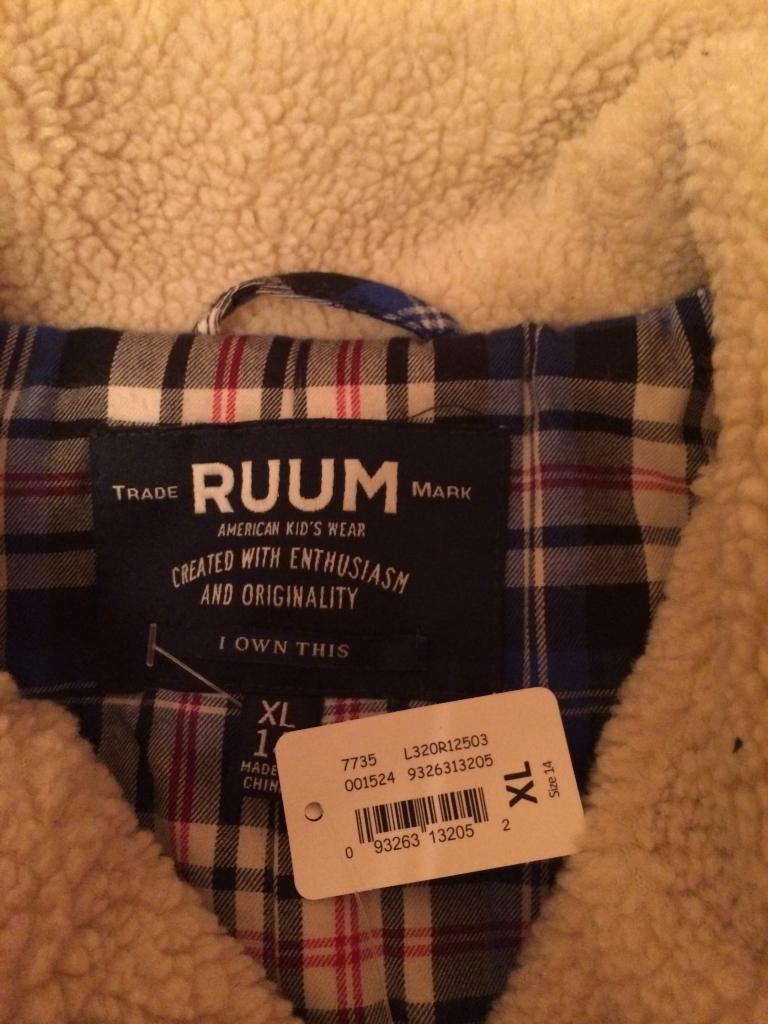 TRADE RUUM MARK
AMERICAN KID'S WEAR
CREATED WITH ENTHUSIASM
AND ORIGINALITY
I OWN THIS
XL
MADE
7735 L320R12503
001524 9326313205
XL
Size 14
0 93263 13205 2